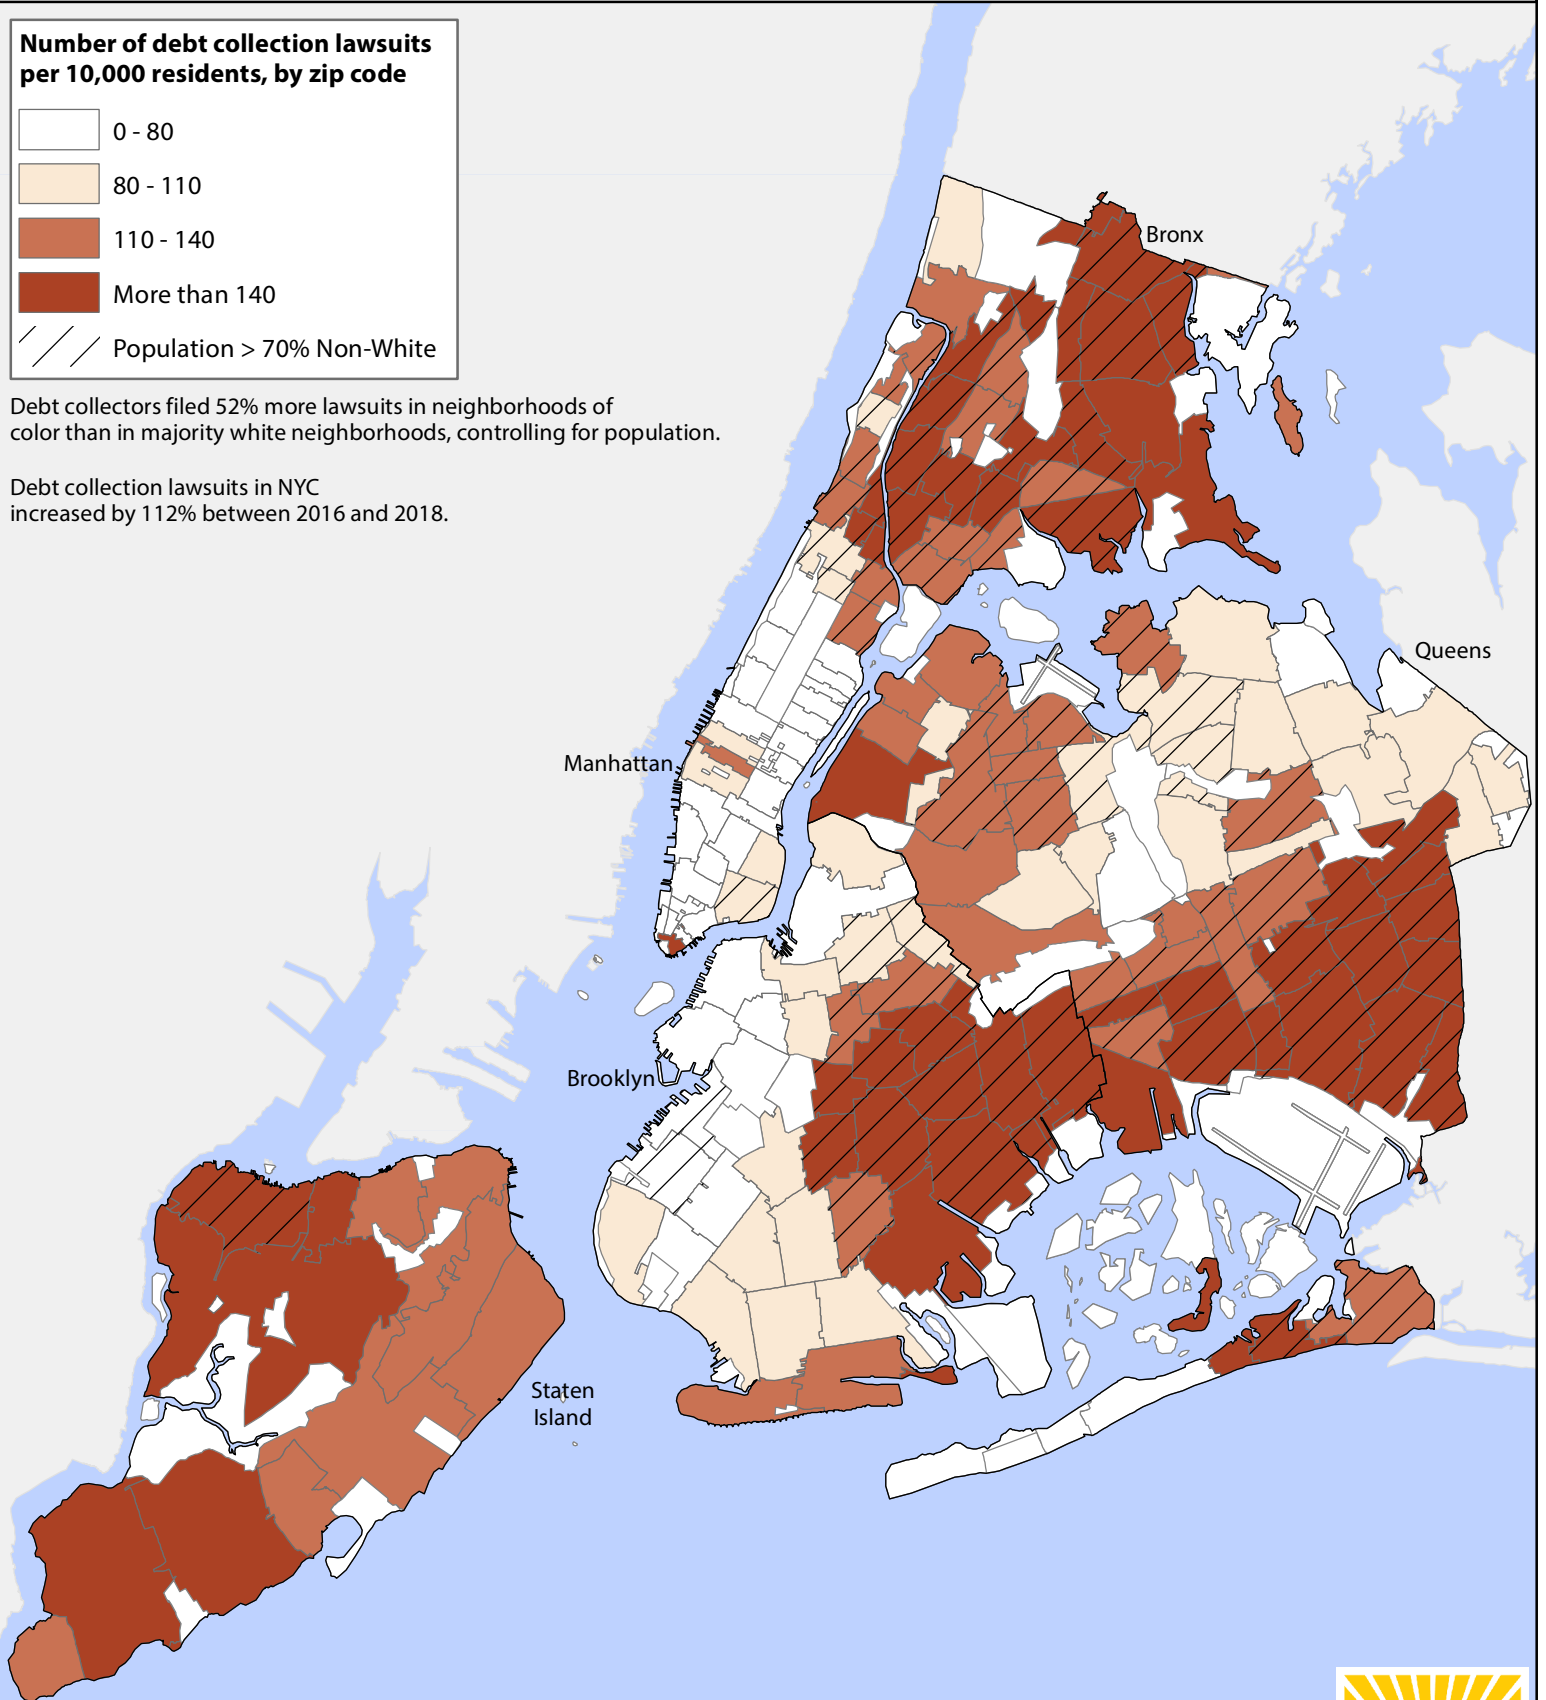 Number of debt collection lawsuits
per 10,000 residents, by zip code
0 - 80
80 - 110
110 - 140
More than 140
Population > 70% Non-White
Debt collectors filed 52% more lawsuits in neighborhoods of
color than in majority white neighborhoods, controlling for population.
Debt collection lawsuits in NYC
increased by 112% between 2016 and 2018.
Bronx
Queens
Manhattan
Brooklyn
Staten
Island